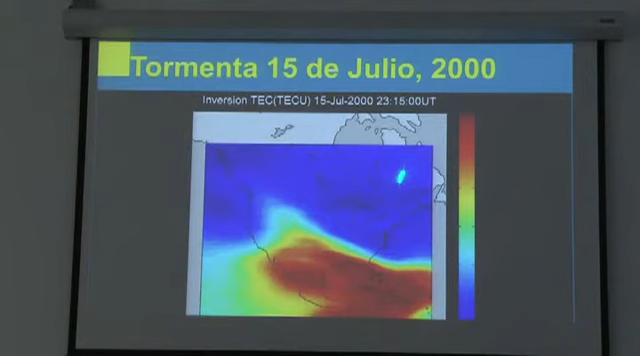 Tormenta 15 de Julio, 2000
Inversion TEC(TECU) 15-Jul-2000 23:15:00UT